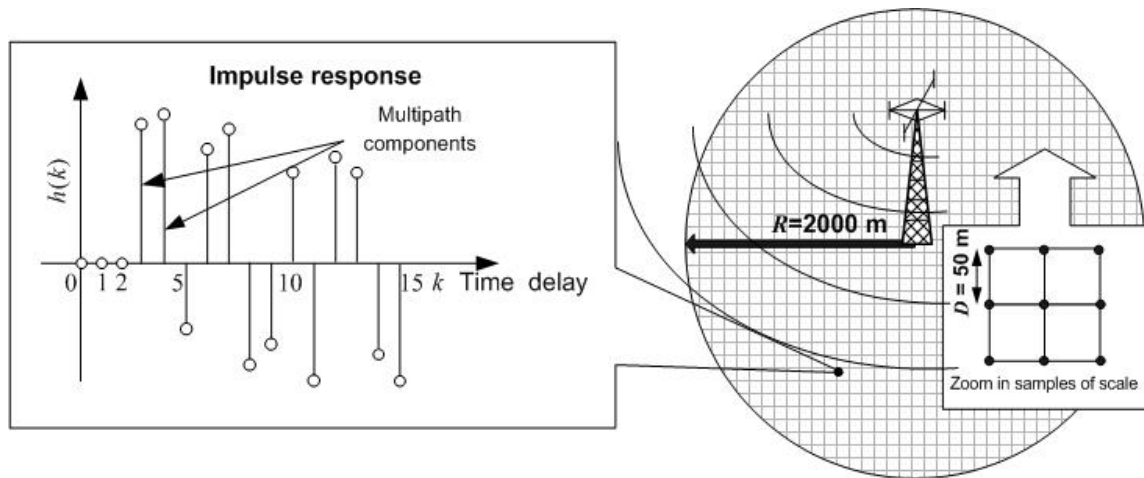 Impulse response
Multipath
components
h(k)
0 1 2 5 10 15 k Time delay
R=2000 m
D = 50 m
Zoom in samples of scale